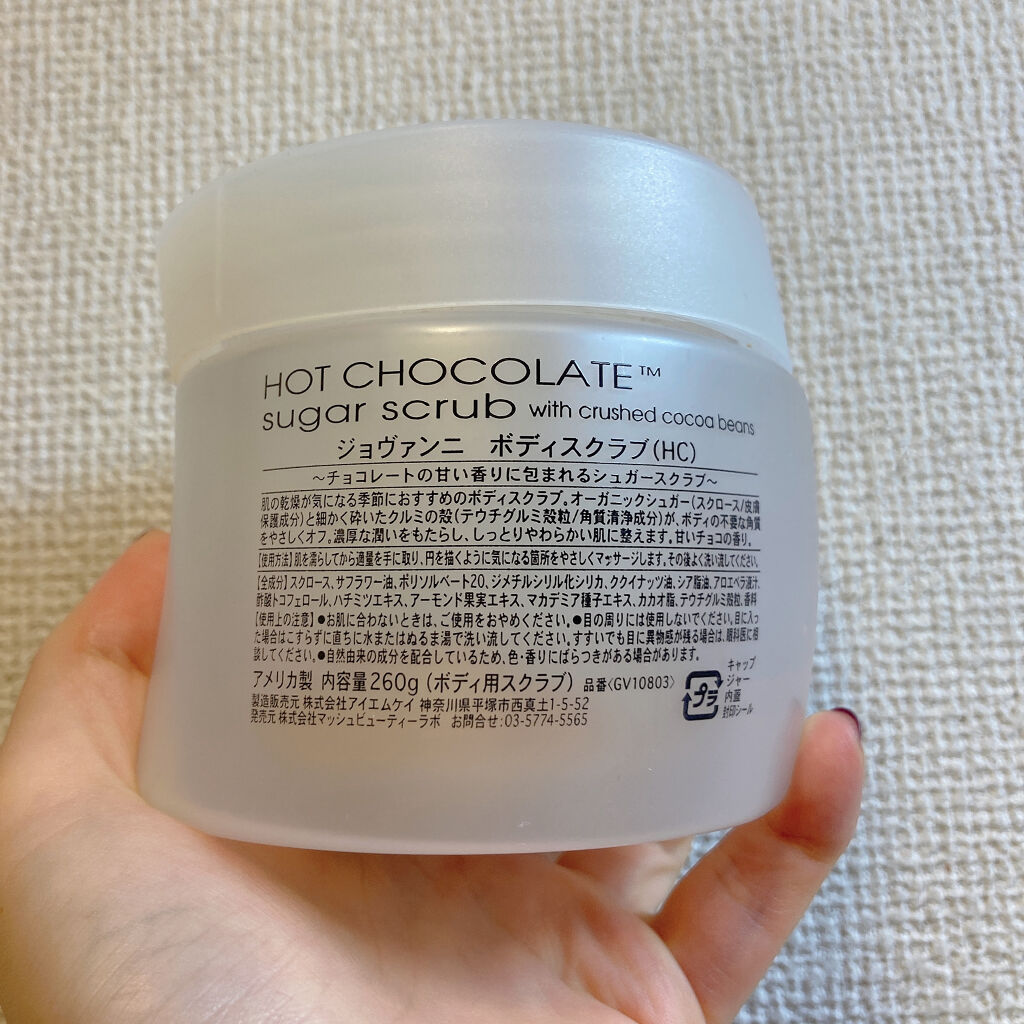 HOT CHOCOLATE™
sugar scrub with crushed cocoa beans
ジョヴァンニ ボディスクラブ(HC)
~チョコレートの甘い香りに包まれるシュガースクラブ~
肌の乾燥が気になる季節におすすめのボディスクラブ。オーガニックシュガー(スクロース/皮膚
保護成分)と細かく砕いたクルミの殻(テウチグルミ殻粒/角質清浄成分)が、ボディの不要な角質
をやさしくオフ。濃厚な潤いをもたらし、しっとりやわらかい肌に整えます。甘いチョコの香り。
【使用方法】肌を濡らしてから適量を手に取り、円を描くように気になる箇所をやさしくマッサージします。その後よく洗い流してください。
【全成分】スクロース、サフラワー油、ポリソルベート20、ジメチルシリル化シリカ、ククイナッツ油、シア脂油、アロエベラ液汁、
酢酸トコフェロール、ハチミツエキス、アーモンド果実エキス、マカデミア種子エキス、カカオ脂、テウチグルミ殻粒、香料
【使用上の注意】●お肌に合わないときは、ご使用をおやめください。●目の周りには使用しないでください。目に入っ
た場合はこすらずに直ちに水またはぬるま湯で洗い流してください。すすいでも目に異物感が残る場合は、眼科医に相
談してください。●自然由来の成分を配合しているため、色・香りにばらつきがある場合があります。
アメリカ製 内容量260g (ボディ用スクラブ) 品番〈GV10803〉
製造販売元 株式会社アイエムケイ 神奈川県平塚市西真土1-5-52
発売元 株式会社マッシュビューティーラボ お問合せ:03-5774-5565
プラ
キャップ
ジャー
内蓋
封印シール